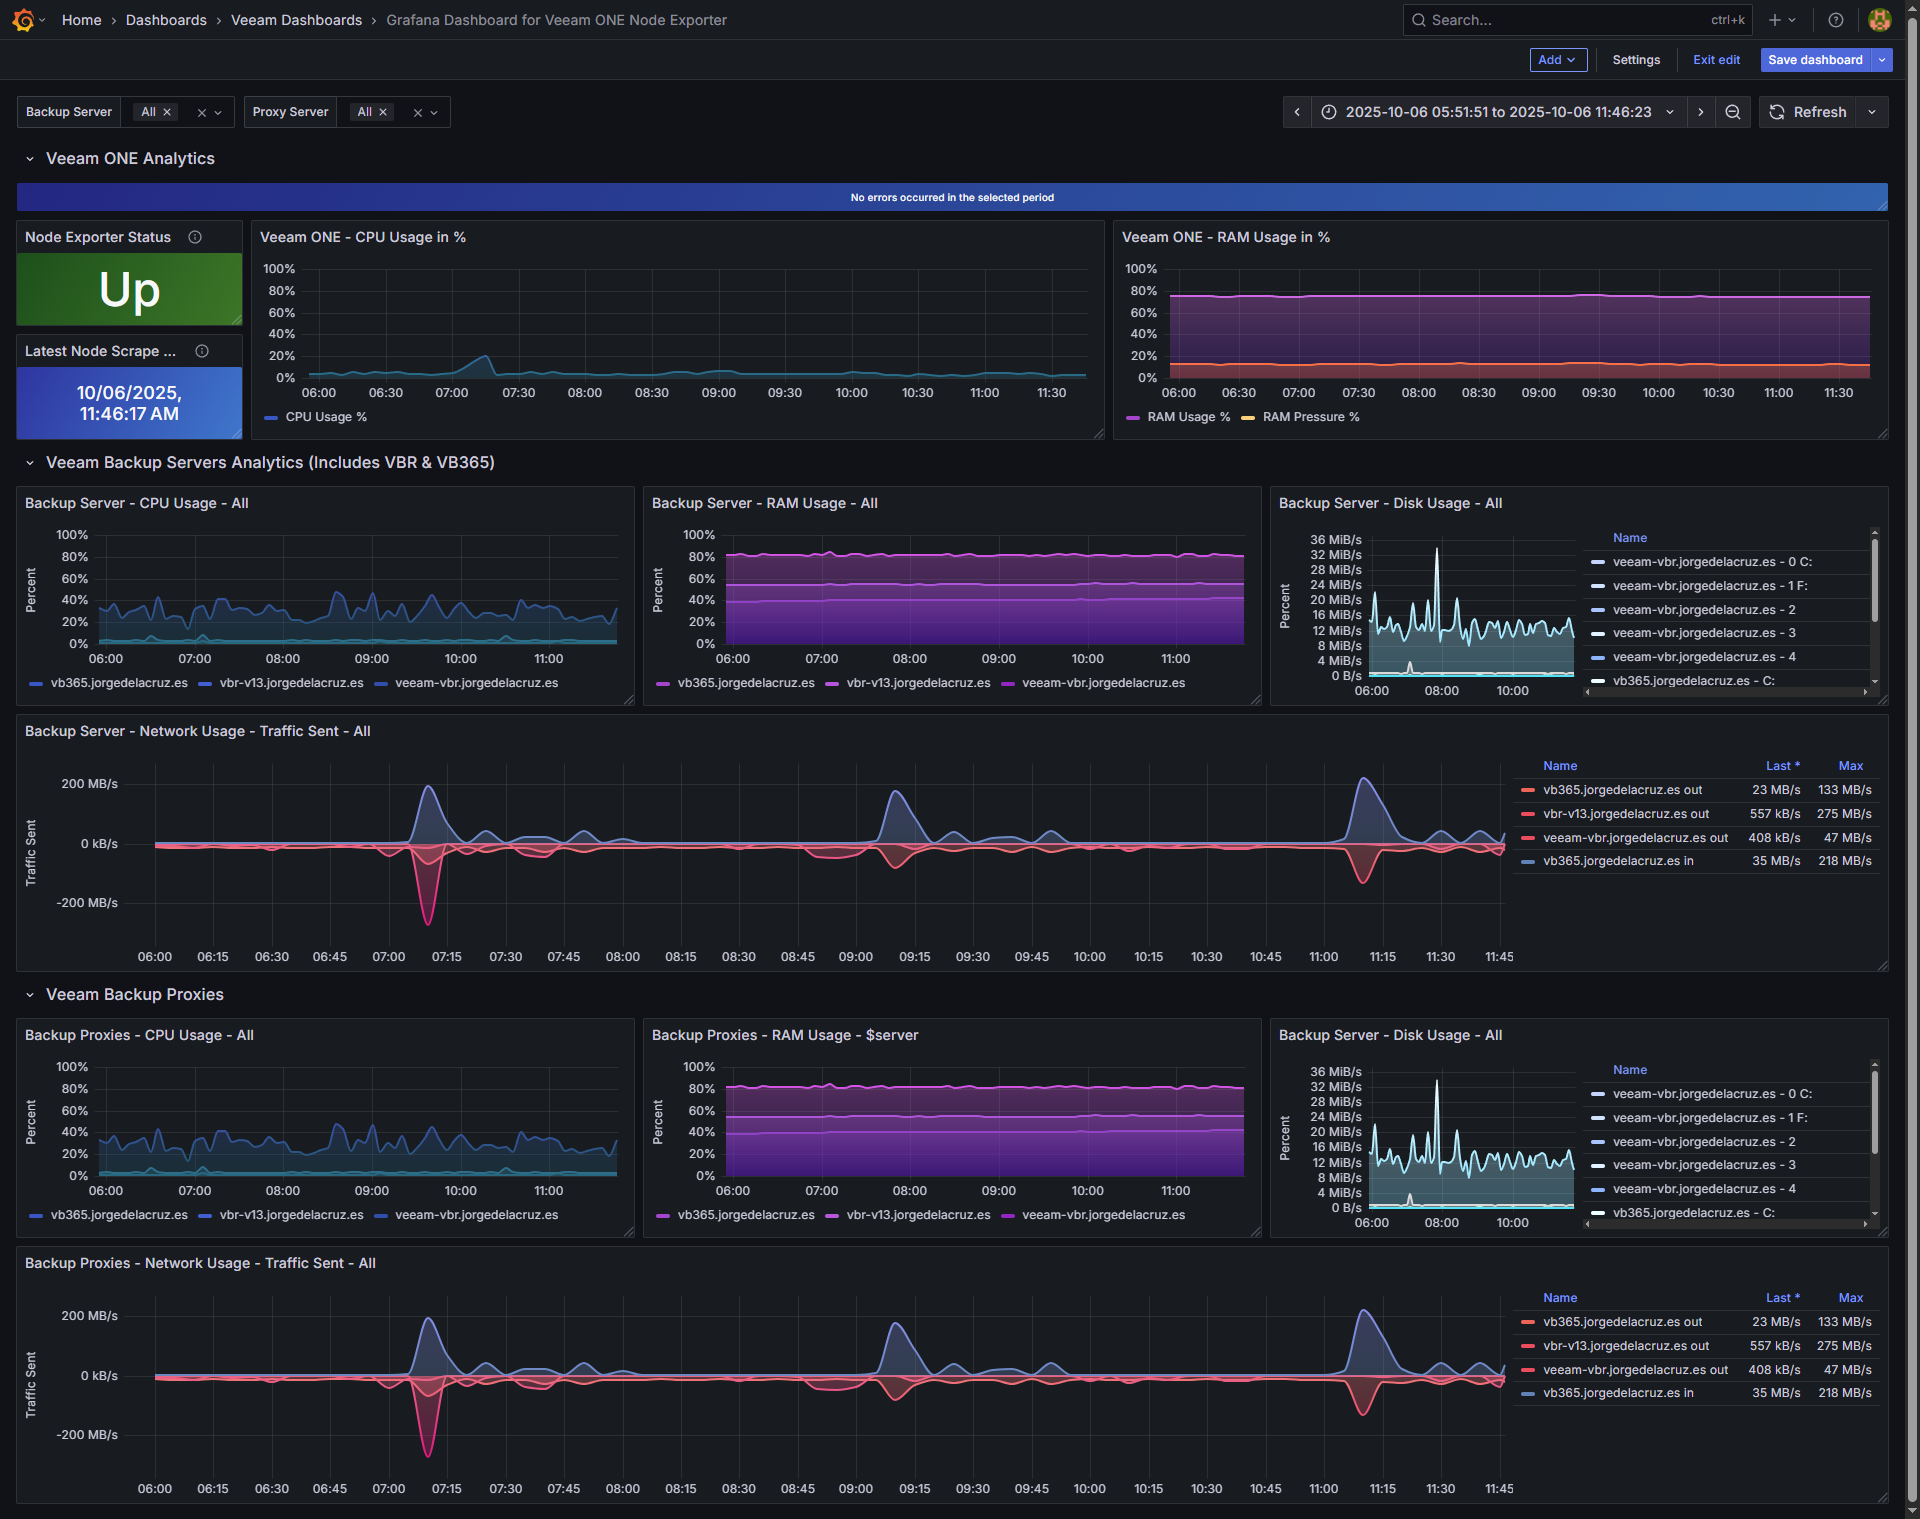 Home › Dashboards › Veeam Dashboards › Grafana Dashboard for Veeam ONE Node Exporter
Search... ctrl+k
Add Settings Exit edit Save dashboard
Backup Server All Proxy Server All 2025-10-06 05:51:51 to 2025-10-06 11:46:23 Refresh
Veeam ONE Analytics
No errors occurred in the selected period
Node Exporter Status
Up
Latest Node Scrape ...
10/06/2025,
11:46:17 AM
Veeam ONE - CPU Usage in %
100%
80%
60%
40%
20%
0%
06:00 06:30 07:00 07:30 08:00 08:30 09:00 09:30 10:00 10:30 11:00 11:30
CPU Usage %
Veeam ONE - RAM Usage in %
100%
80%
60%
40%
20%
0%
06:00 06:30 07:00 07:30 08:00 08:30 09:00 09:30 10:00 10:30 11:00 11:30
RAM Usage % RAM Pressure %
Veeam Backup Servers Analytics (Includes VBR & VB365)
Backup Server - CPU Usage - All
Percent
100%
80%
60%
40%
20%
0%
06:00 07:00 08:00 09:00 10:00 11:00
vb365.jorgedelacruz.es vbr-v13.jorgedelacruz.es veeam-vbr.jorgedelacruz.es
Backup Server - RAM Usage - All
Percent
100%
80%
60%
40%
20%
0%
06:00 07:00 08:00 09:00 10:00 11:00
vb365.jorgedelacruz.es vbr-v13.jorgedelacruz.es veeam-vbr.jorgedelacruz.es
Backup Server - Disk Usage - All
Percent
36 MiB/s
32 MiB/s
28 MiB/s
24 MiB/s
20 MiB/s
16 MiB/s
12 MiB/s
8 MiB/s
4 MiB/s
0 B/s
06:00 08:00 10:00
Name
veeam-vbr.jorgedelacruz.es - 0 C:
veeam-vbr.jorgedelacruz.es - 1 F:
veeam-vbr.jorgedelacruz.es - 2
veeam-vbr.jorgedelacruz.es - 3
veeam-vbr.jorgedelacruz.es - 4
vb365.jorgedelacruz.es - C:
Backup Server - Network Usage - Traffic Sent - All
Traffic Sent
200 MB/s
0 kB/s
-200 MB/s
06:00 06:15 06:30 06:45 07:00 07:15 07:30 07:45 08:00 08:15 08:30 08:45 09:00 09:15 09:30 09:45 10:00 10:15 10:30 10:45 11:00 11:15 11:30 11:45
Name Last * Max
vb365.jorgedelacruz.es out 23 MB/s 133 MB/s
vbr-v13.jorgedelacruz.es out 557 kB/s 275 MB/s
veeam-vbr.jorgedelacruz.es out 408 kB/s 47 MB/s
vb365.jorgedelacruz.es in 35 MB/s 218 MB/s
Veeam Backup Proxies
Backup Proxies - CPU Usage - All
Percent
100%
80%
60%
40%
20%
0%
06:00 07:00 08:00 09:00 10:00 11:00
vb365.jorgedelacruz.es vbr-v13.jorgedelacruz.es veeam-vbr.jorgedelacruz.es
Backup Proxies - RAM Usage - $server
Percent
100%
80%
60%
40%
20%
0%
06:00 07:00 08:00 09:00 10:00 11:00
vb365.jorgedelacruz.es vbr-v13.jorgedelacruz.es veeam-vbr.jorgedelacruz.es
Backup Server - Disk Usage - All
Percent
36 MiB/s
32 MiB/s
28 MiB/s
24 MiB/s
20 MiB/s
16 MiB/s
12 MiB/s
8 MiB/s
4 MiB/s
0 B/s
06:00 08:00 10:00
Name
veeam-vbr.jorgedelacruz.es - 0 C:
veeam-vbr.jorgedelacruz.es - 1 F:
veeam-vbr.jorgedelacruz.es - 2
veeam-vbr.jorgedelacruz.es - 3
veeam-vbr.jorgedelacruz.es - 4
vb365.jorgedelacruz.es - C:
Backup Proxies - Network Usage - Traffic Sent - All
Traffic Sent
200 MB/s
0 kB/s
-200 MB/s
06:00 06:15 06:30 06:45 07:00 07:15 07:30 07:45 08:00 08:15 08:30 08:45 09:00 09:15 09:30 09:45 10:00 10:15 10:30 10:45 11:00 11:15 11:30 11:45
Name Last * Max
vb365.jorgedelacruz.es out 23 MB/s 133 MB/s
vbr-v13.jorgedelacruz.es out 557 kB/s 275 MB/s
veeam-vbr.jorgedelacruz.es out 408 kB/s 47 MB/s
vb365.jorgedelacruz.es in 35 MB/s 218 MB/s